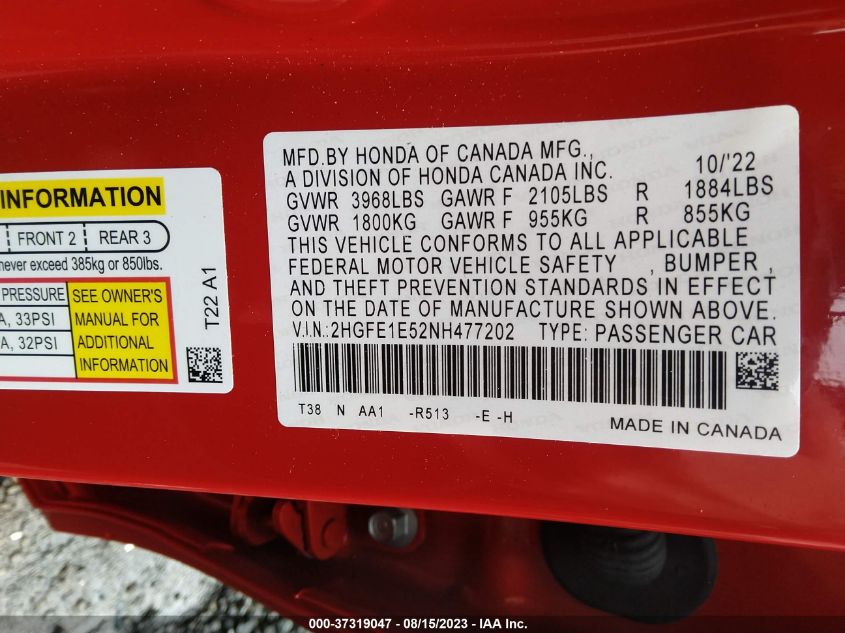 INFORMATION
FRONT 2 REAR 3
never exceed 385kg or 850lbs.
PRESSURE
A, 33PSI
A, 32PSI
SEE OWNER'S
MANUAL FOR
ADDITIONAL
INFORMATION
T22 A1
MFD.BY HONDA OF CANADA MFG.,
A DIVISION OF HONDA CANADA INC. 10/'22
GVWR 3968LBS GAWR F 2105LBS R 1884LBS
GVWR 1800KG GAWR F 955KG R 855KG
THIS VEHICLE CONFORMS TO ALL APPLICABLE
FEDERAL MOTOR VEHICLE SAFETY , BUMPER ,
AND THEFT PREVENTION STANDARDS IN EFFECT
ON THE DATE OF MANUFACTURE SHOWN ABOVE.
V.I.N.:2HGFE1E52NH477202 TYPE: PASSENGER CAR
T38 N AA1 -R513 -E -H
MADE IN CANADA
000-37319047 - 08/15/2023 - IAA Inc.